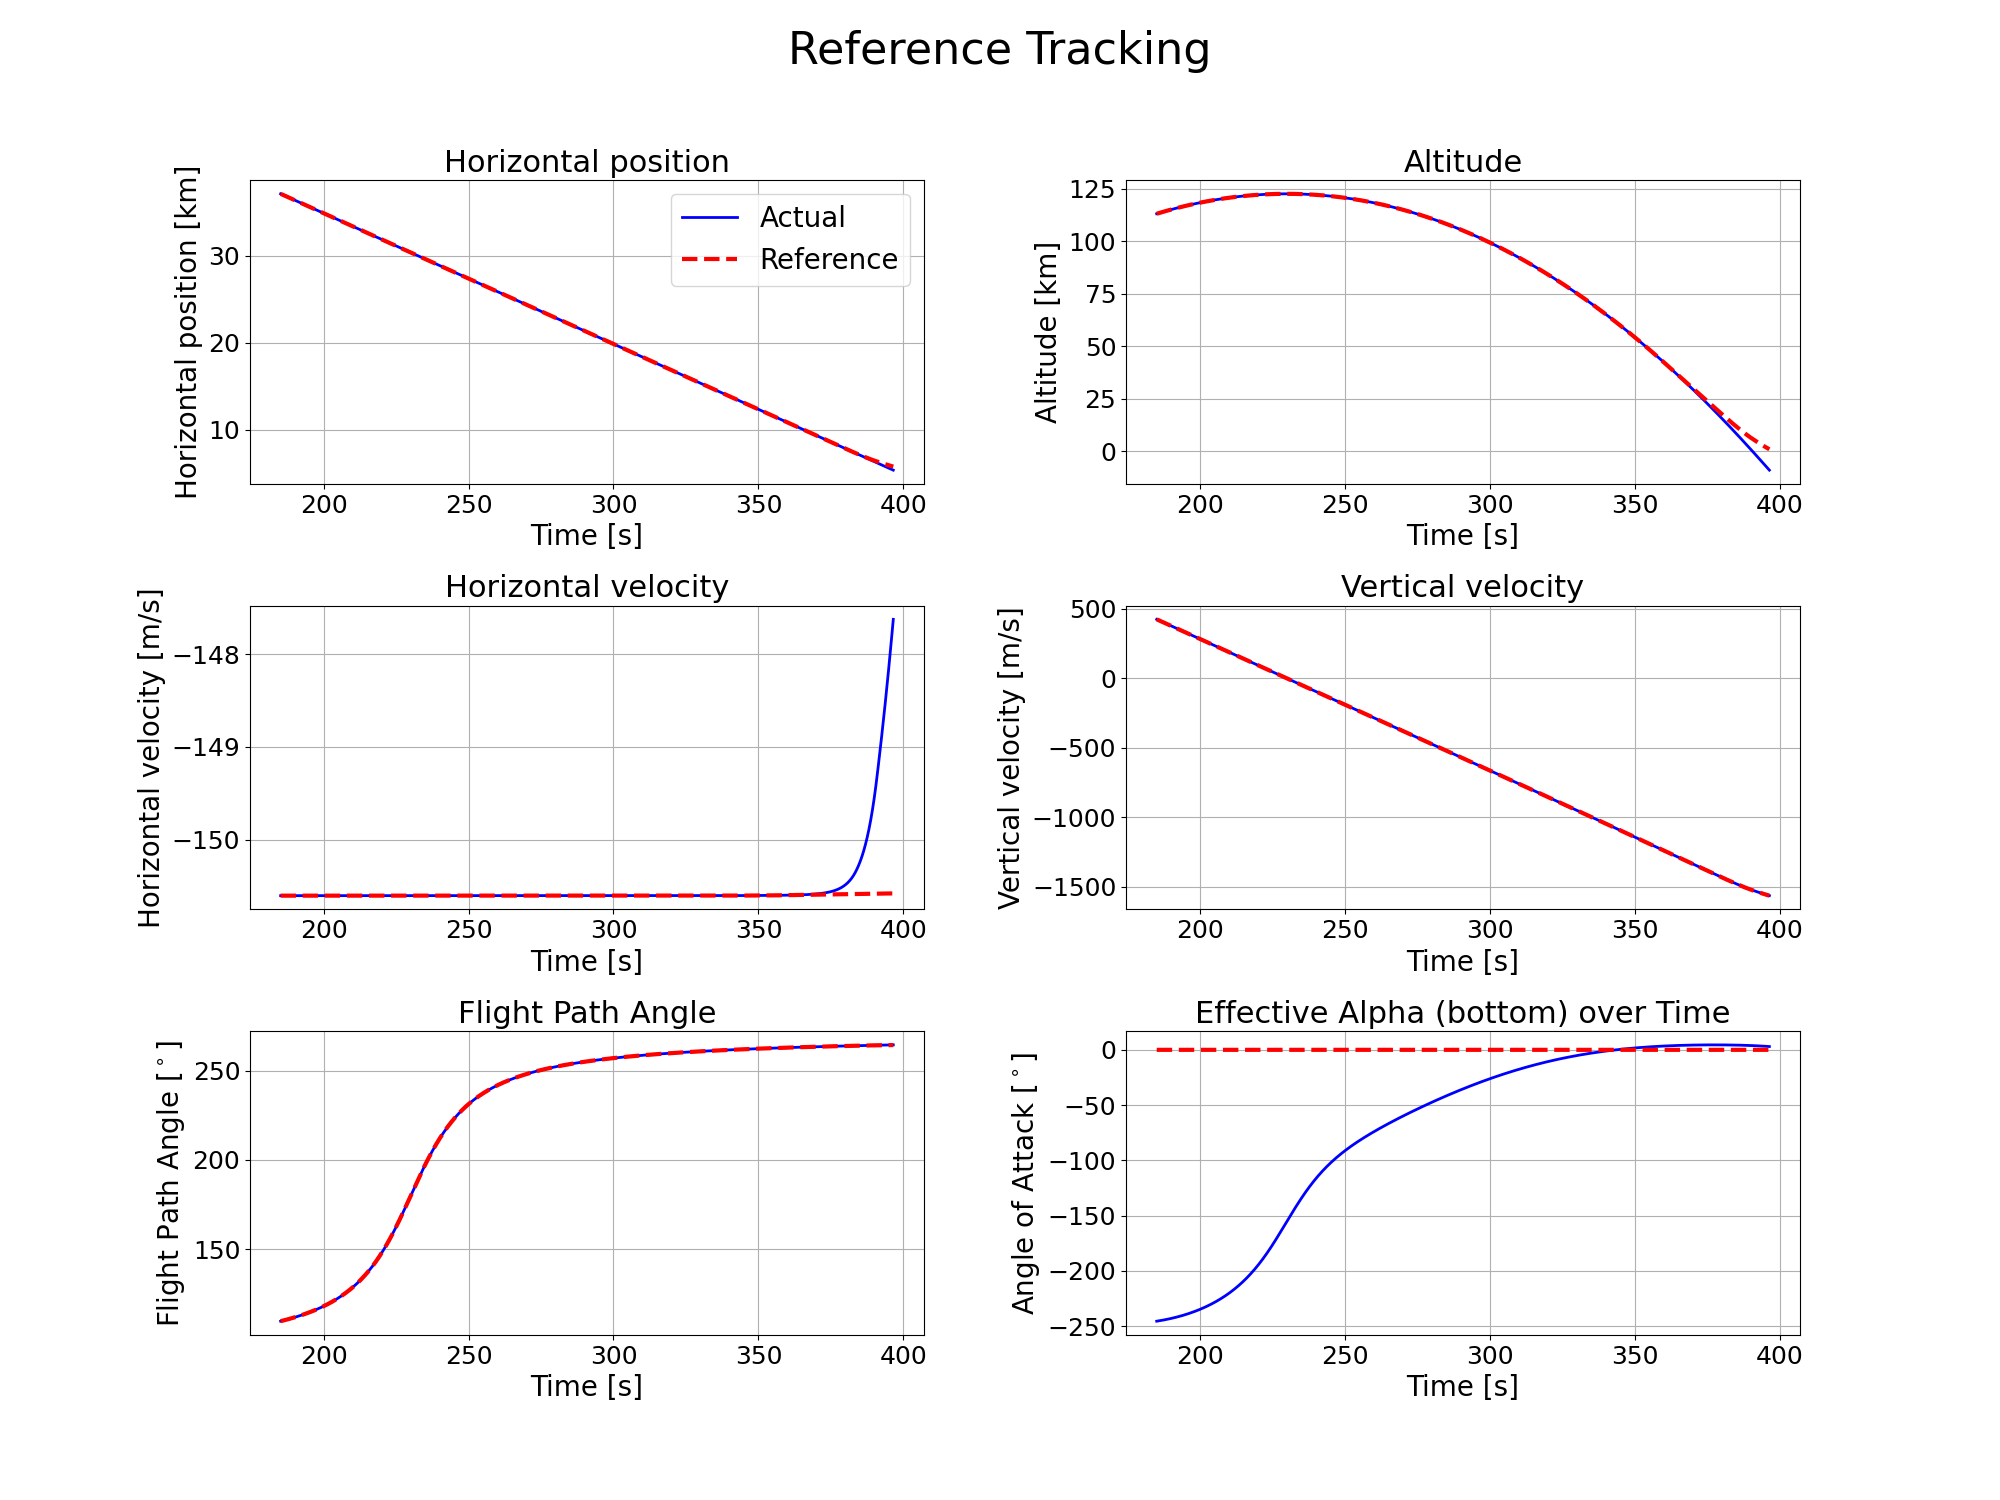 Reference Tracking
Horizontal position
Horizontal position [km]
30
20
10
Actual
Reference
200 250 300 350 400
Time [s]
Altitude
Altitude [km]
125
100
75
50
25
0
200 250 300 350 400
Time [s]
Horizontal velocity
Horizontal velocity [m/s]
−148
−149
−150
200 250 300 350 400
Time [s]
Vertical velocity
Vertical velocity [m/s]
500
0
−500
−1000
−1500
200 250 300 350 400
Time [s]
Flight Path Angle
Flight Path Angle [°]
250
200
150
200 250 300 350 400
Time [s]
Effective Alpha (bottom) over Time
Angle of Attack [°]
0
−50
−100
−150
−200
−250
200 250 300 350 400
Time [s]